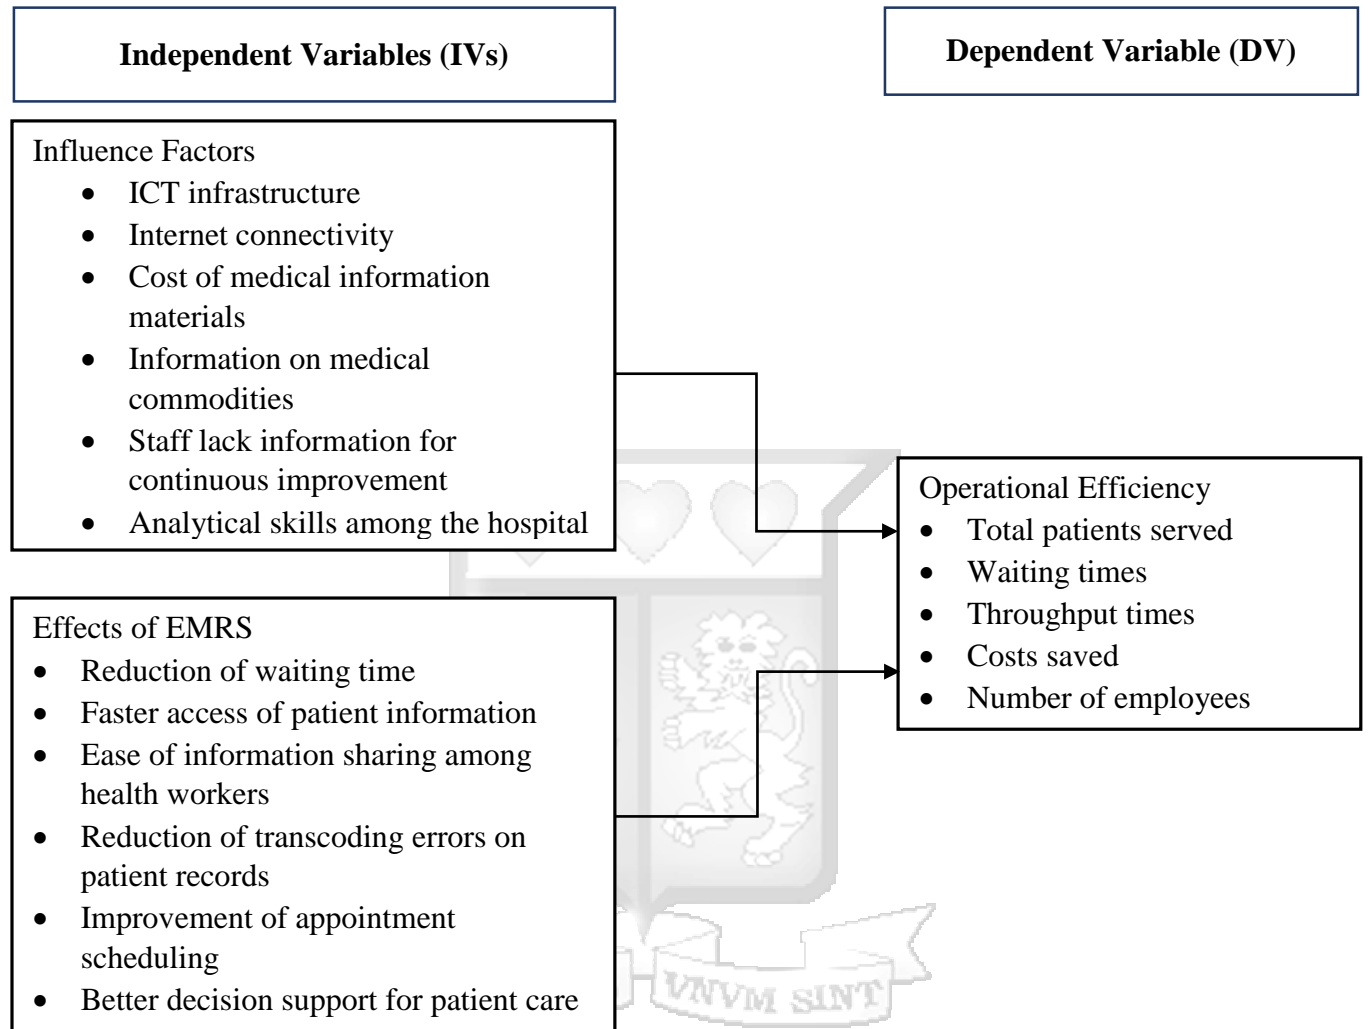 Independent Variables (IVs)
Dependent Variable (DV)
Influence Factors
• ICT infrastructure
• Internet connectivity
• Cost of medical information
materials
• Information on medical
commodities
• Staff lack information for
continuous improvement
• Analytical skills among the hospital
Effects of EMRS
• Reduction of waiting time
• Faster access of patient information
• Ease of information sharing among
health workers
• Reduction of transcoding errors on
patient records
• Improvement of appointment
scheduling
• Better decision support for patient care
Operational Efficiency
• Total patients served
• Waiting times
• Throughput times
• Costs saved
• Number of employees
VNVM SINT